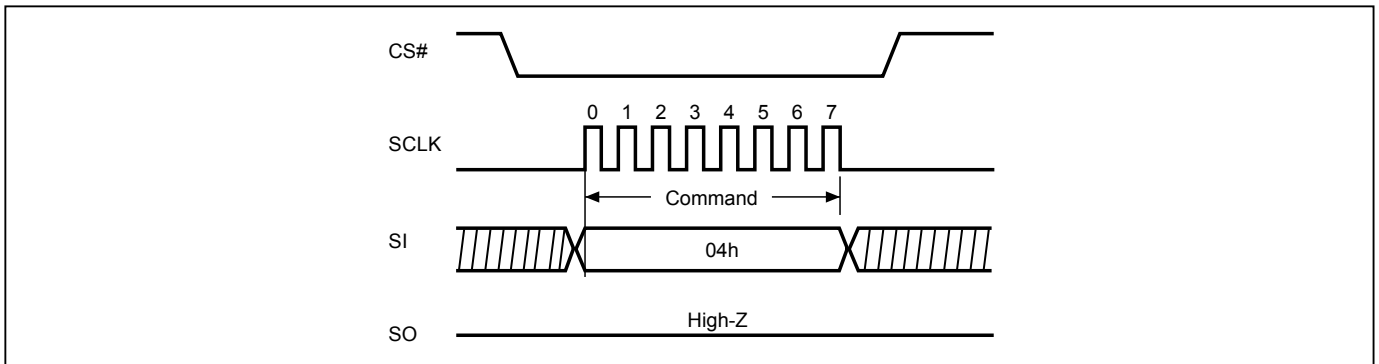 CS#
0 1 2 3 4 5 6 7
SCLK
Command
SI
04h
High-Z
SO